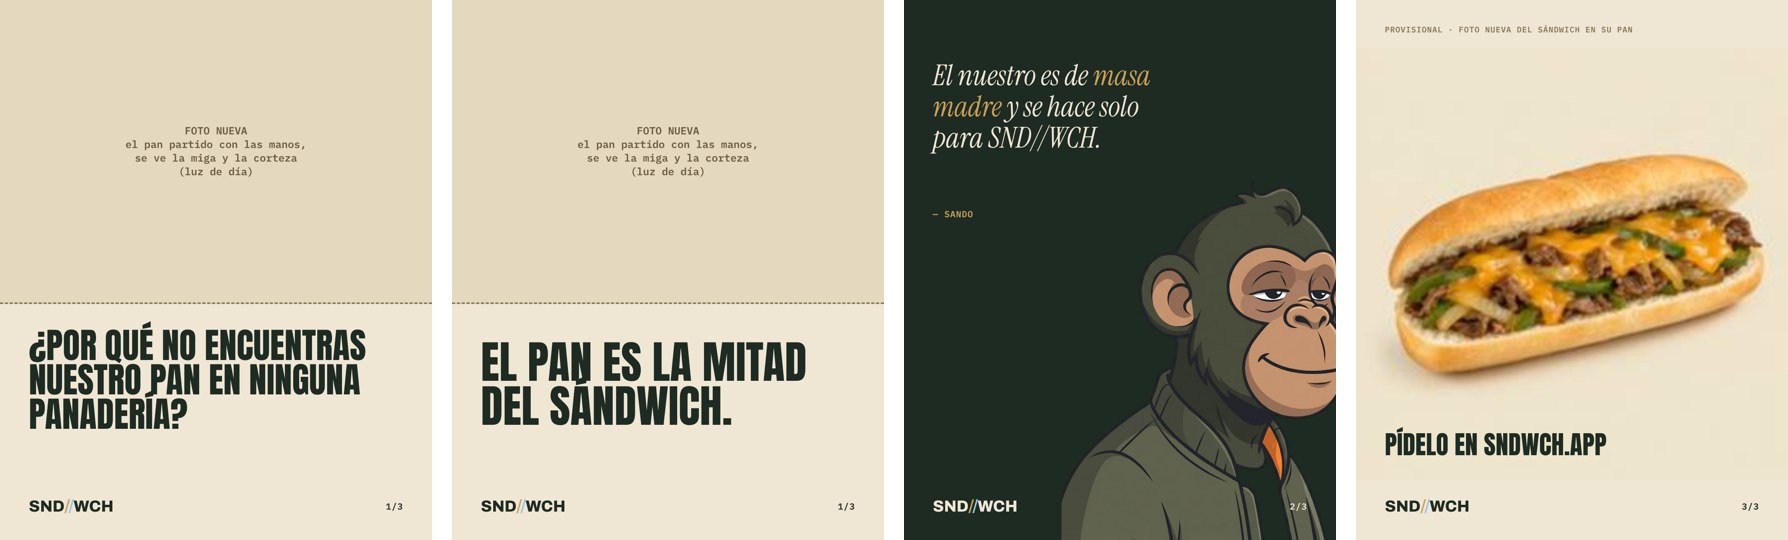 FOTO NUEVA
el pan partido con las manos,
se ve la miga y la corteza
(luz de día)
¿POR QUÉ NO ENCUENTRAS
NUESTRO PAN EN NINGUNA
PANADERÍA?
SND//WCH
1/3
FOTO NUEVA
el pan partido con las manos,
se ve la miga y la corteza
(luz de día)
EL PAN ES LA MITAD
DEL SÁNDWICH.
SND//WCH
1/3
El nuestro es de masa
madre y se hace solo
para SND//WCH.
— SANDO
SND//WCH
2/3
PROVISIONAL · FOTO NUEVA DEL SÁNDWICH EN SU PAN
PÍDELO EN SNDWCH.APP
SND//WCH
3/3